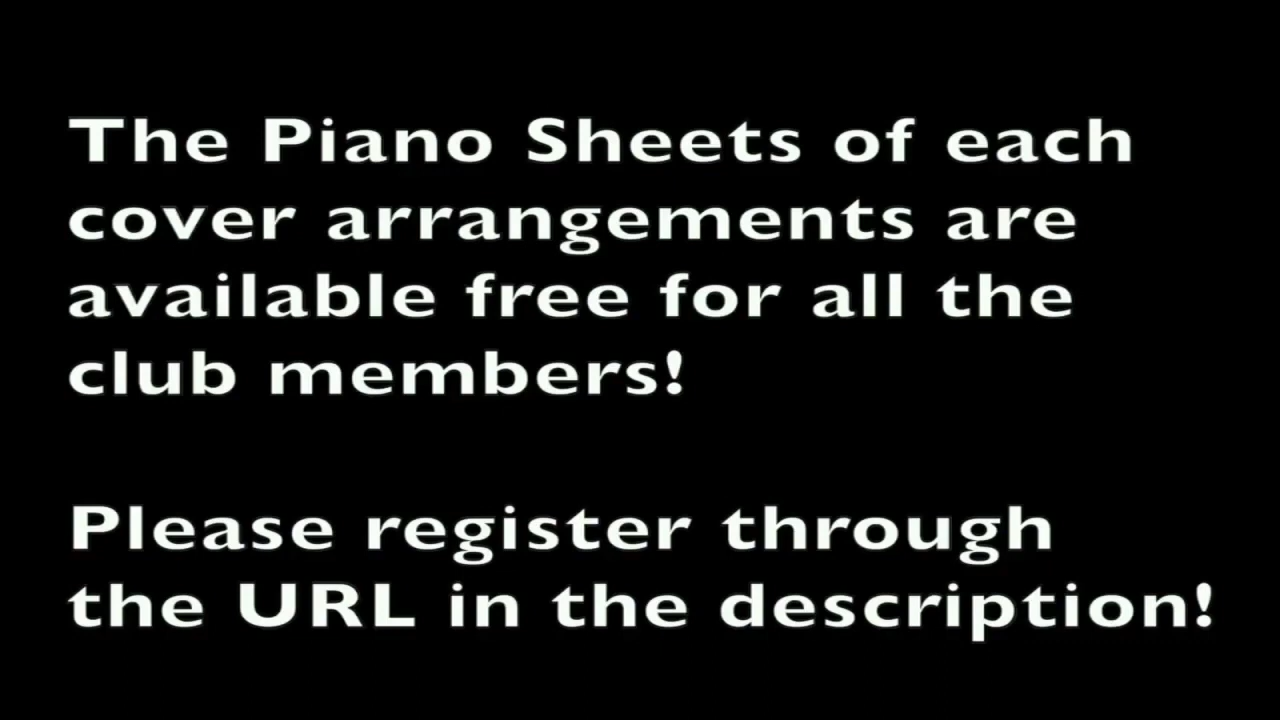 The Piano Sheets of each
cover arrangements are
available free for all the
club members!
Please register through
the URL in the description!